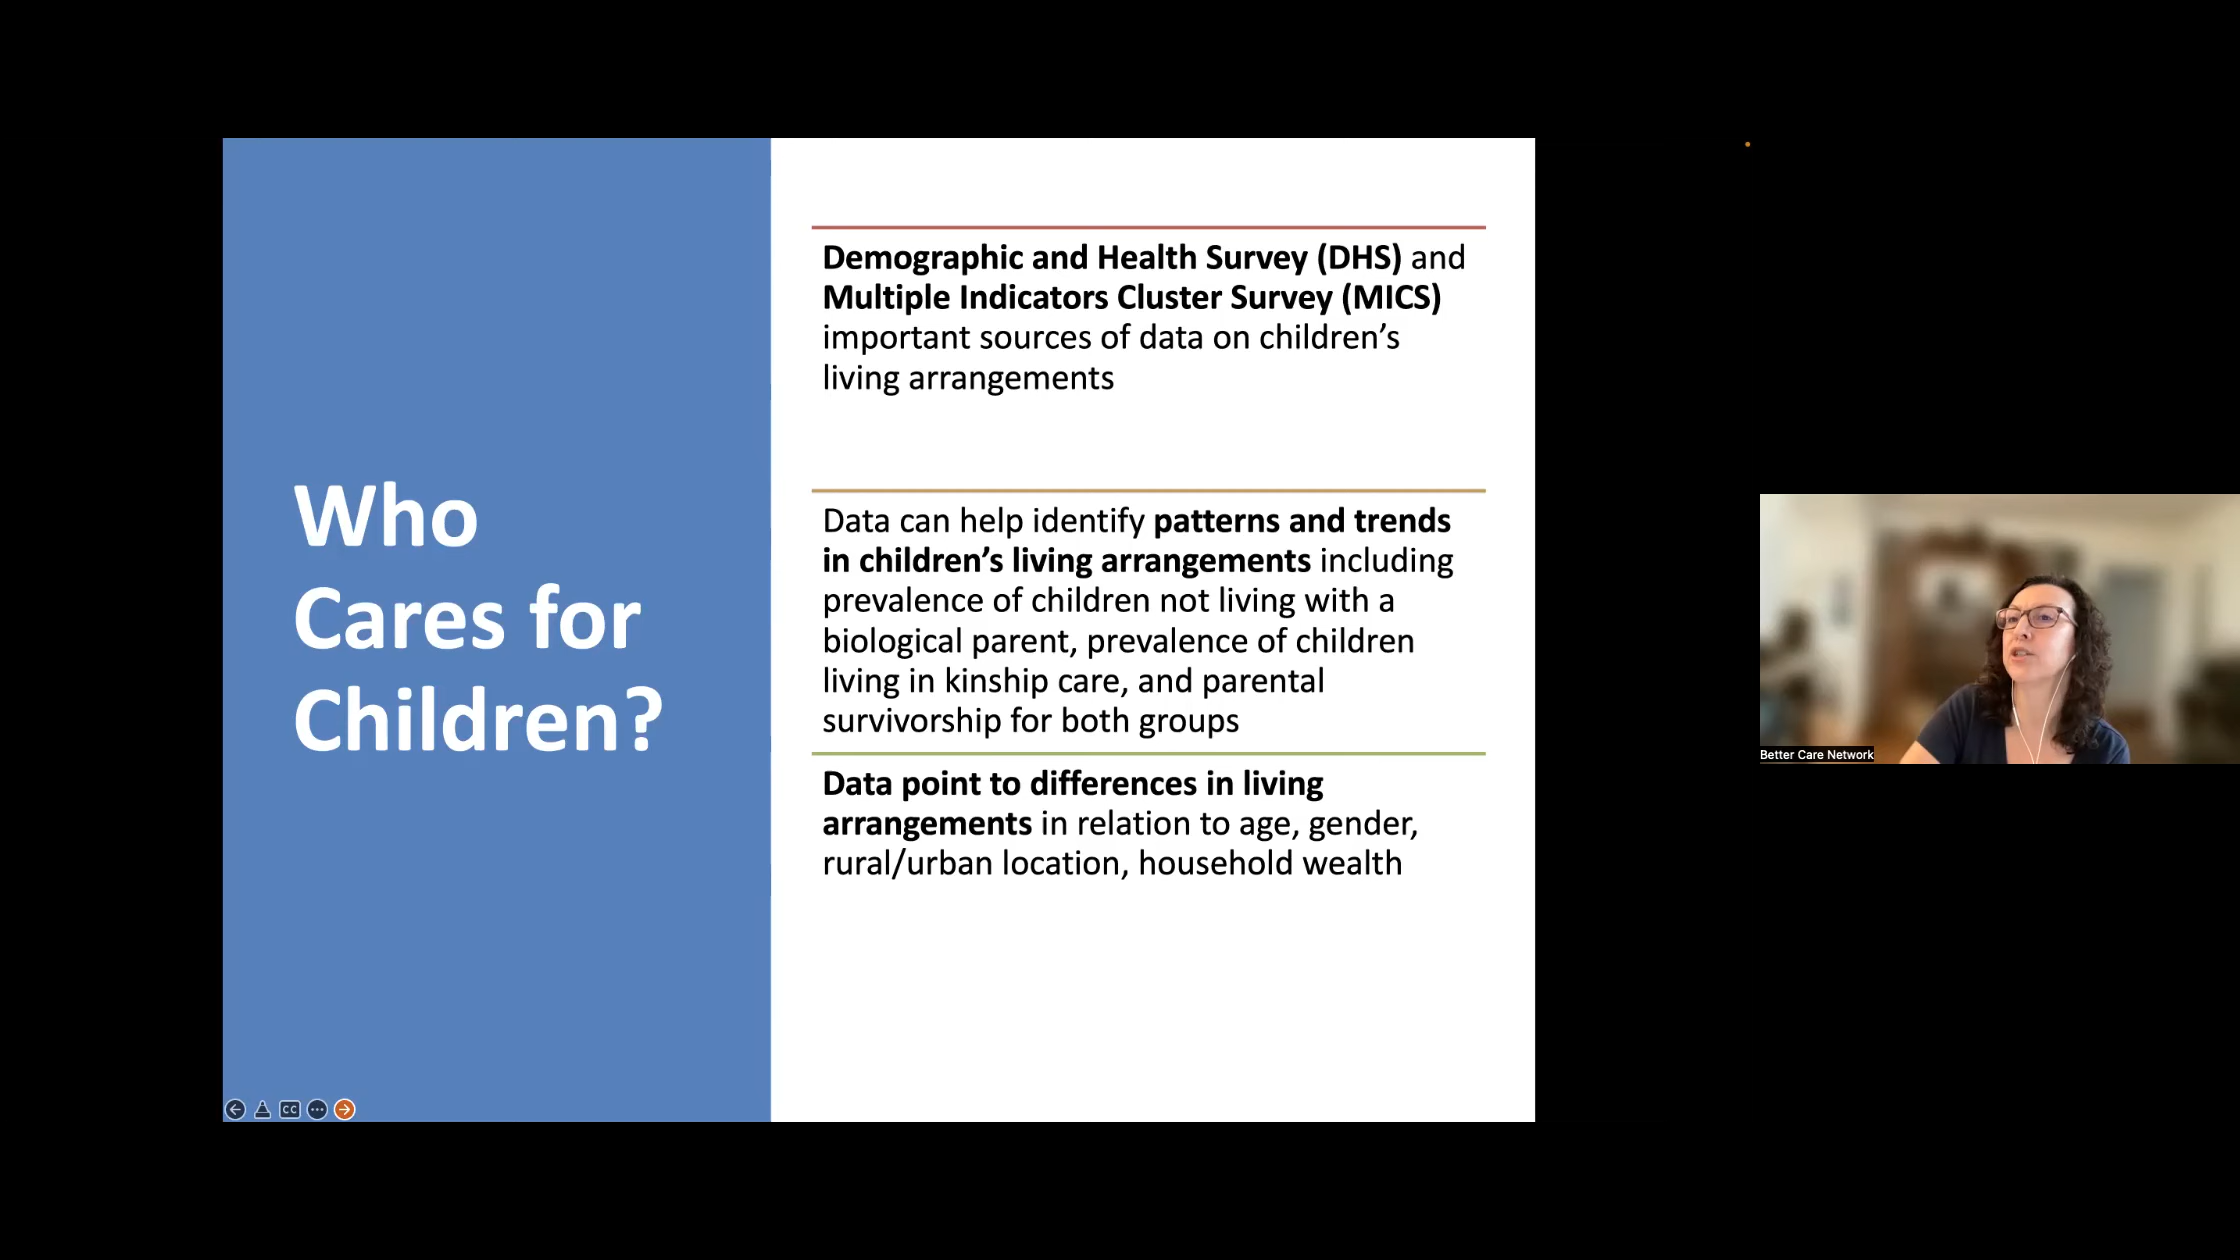 Who
Cares for
Children?
Demographic and Health Survey (DHS) and
Multiple Indicators Cluster Survey (MICS)
important sources of data on children’s
living arrangements
Data can help identify patterns and trends
in children’s living arrangements including
prevalence of children not living with a
biological parent, prevalence of children
living in kinship care, and parental
survivorship for both groups
Data point to differences in living
arrangements in relation to age, gender,
rural/urban location, household wealth
CC
Better Care Network